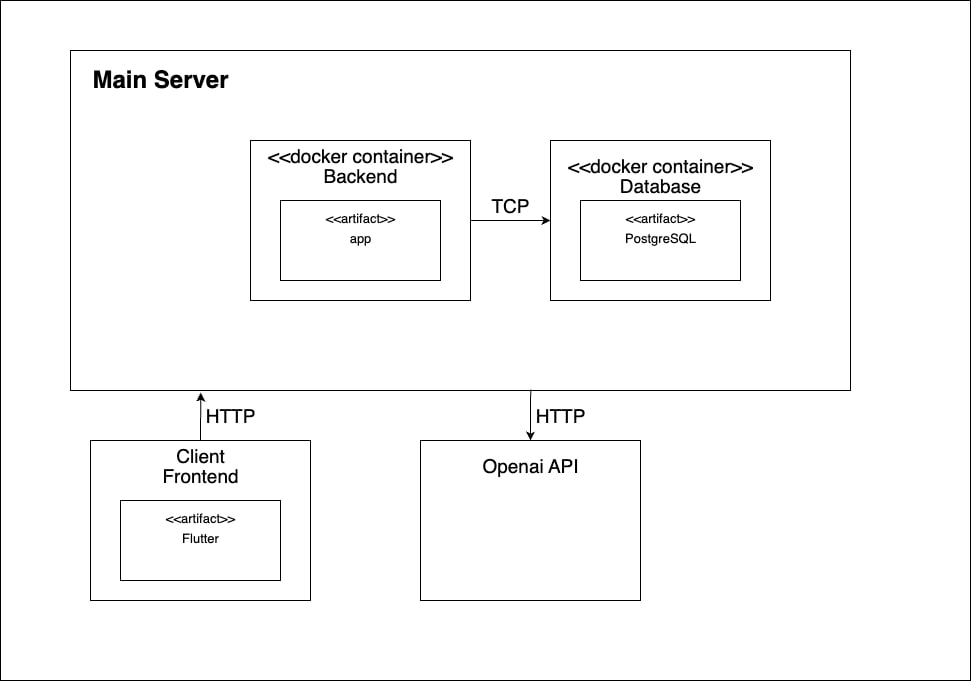 Main Server
<<docker container>>
Backend
<<artifact>>
app
TCP
<<docker container>>
Database
<<artifact>>
PostgreSQL
HTTP
HTTP
Client
Frontend
<<artifact>>
Flutter
Openai API